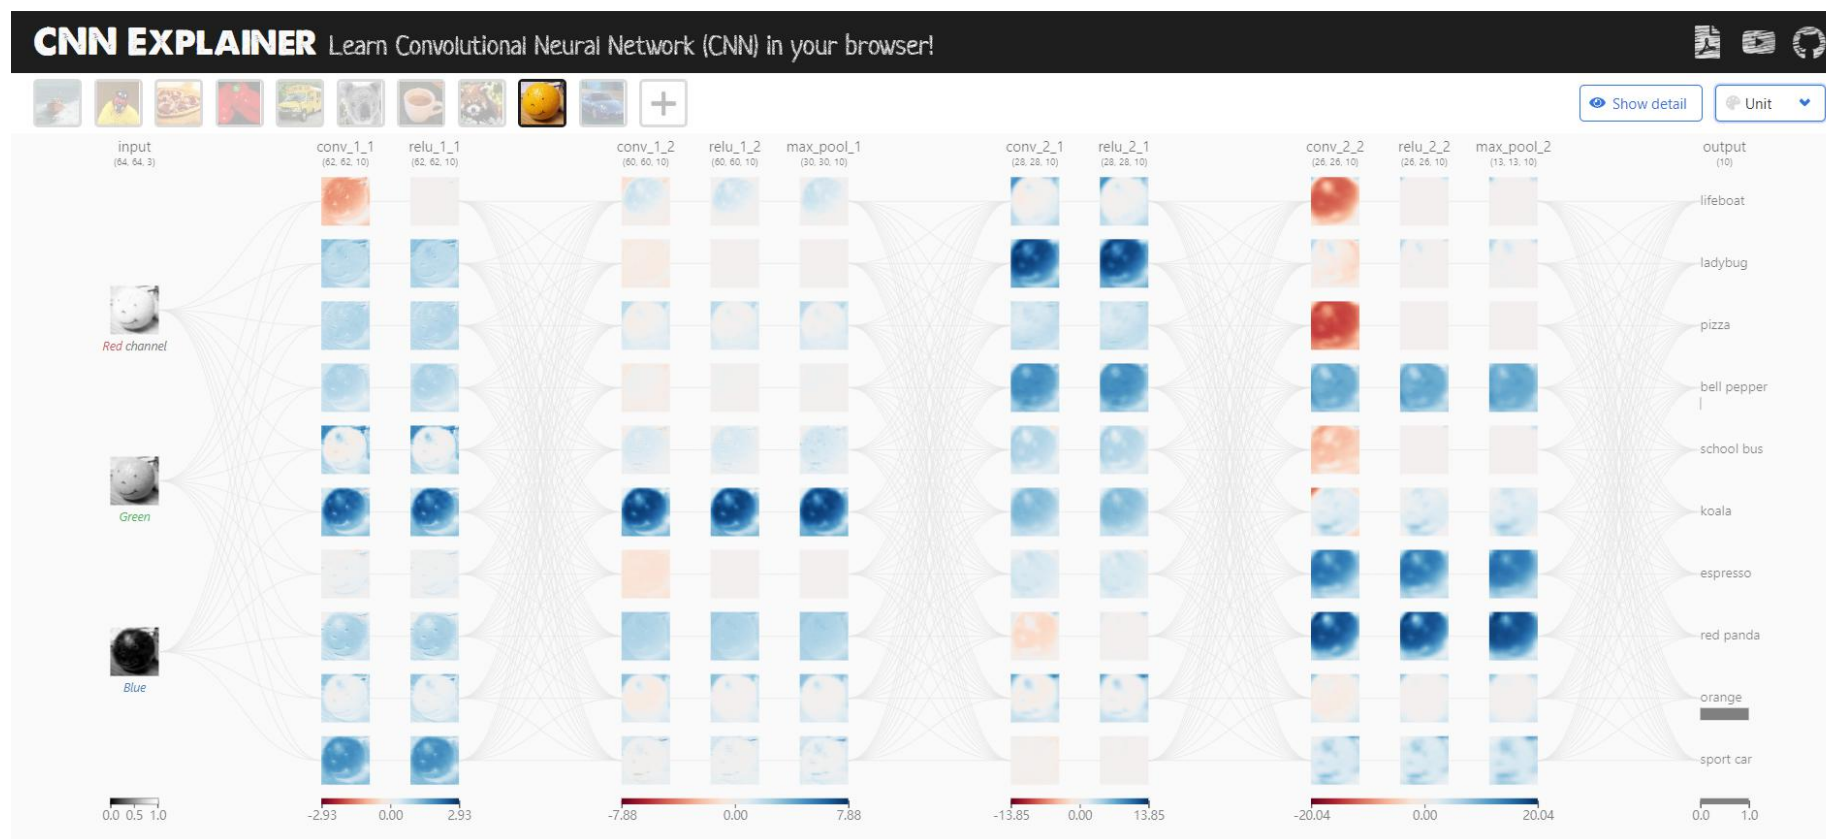 CNN EXPLAINER Learn Convolutional Neural Network (CNN) in your browser!
Show detail
Unit
input conv_1_1 relu_1_1 conv_1_2 relu_1_2 max_pool_1 conv_2_1 relu_2_1 conv_2_2 relu_2_2 max_pool_2 output
(64, 64, 3) (62, 62, 10) (62, 62, 10) (60, 60, 10) (60, 60, 10) (30, 30, 10) (28, 28, 10) (28, 28, 10) (26, 26, 10) (26, 26, 10) (13, 13, 10) (10)
lifeboat
ladybug
pizza
Red channel
bell pepper
school bus
koala
Green
espresso
red panda
Blue
orange
sport car
0.0 0.5 1.0 -2.93 0.00 2.93 -7.88 0.00 7.88 -13.85 0.00 13.85 -20.04 0.00 20.04 0.0 1.0